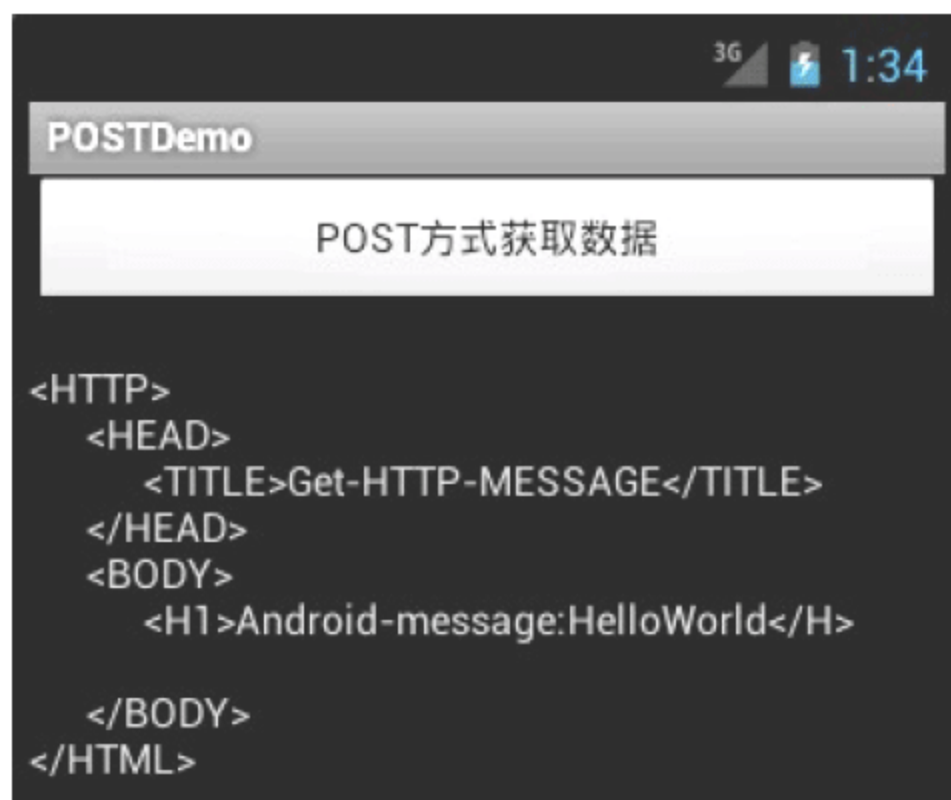 3G 1:34
POSTDemo
POST方式获取数据
<HTTP>
<HEAD>
<TITLE>Get-HTTP-MESSAGE</TITLE>
</HEAD>
<BODY>
<H1>Android-message:HelloWorld</H>
</BODY>
</HTML>